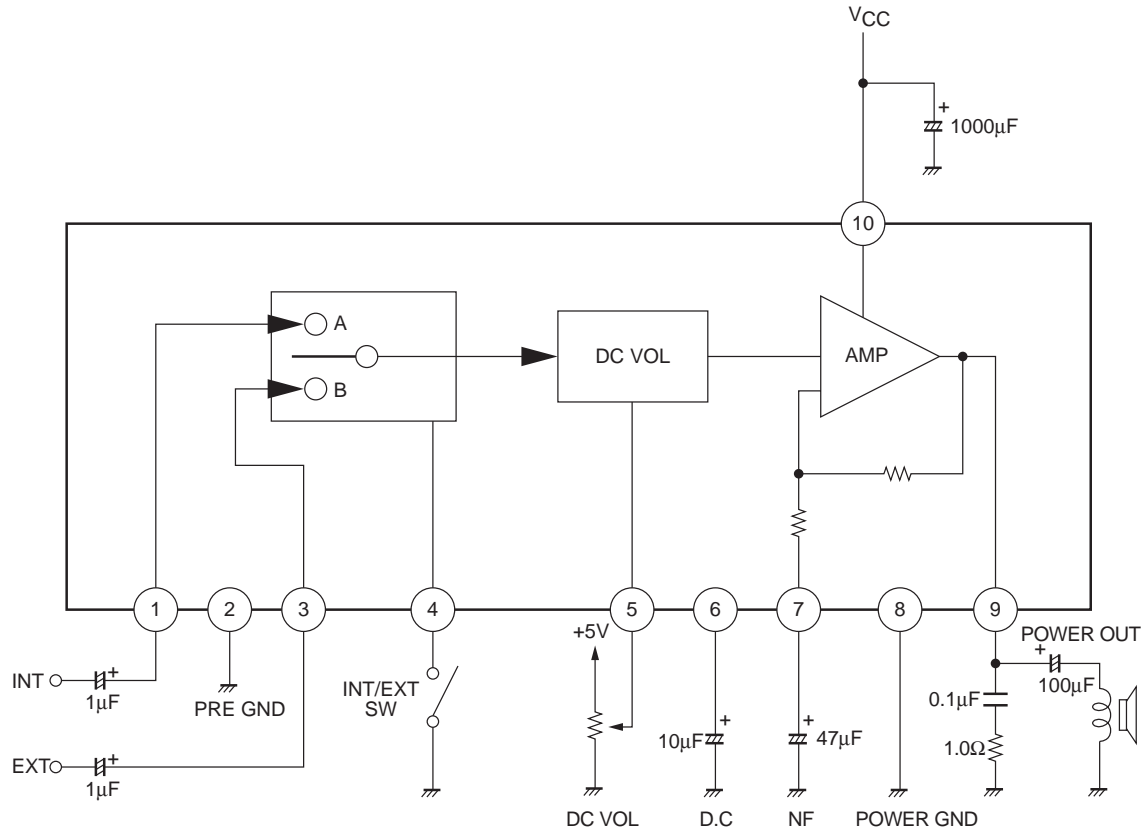 VCC
+
1000µF
10
A
B
DC VOL
AMP
1
2
3
4
5
6
7
8
9
+5V
POWER OUT
INT
+
1µF
PRE GND
INT/EXT
SW
+
10µF
+
47µF
+
100µF
0.1µF
1.0Ω
EXT
+
1µF
DC VOL
D.C
NF
POWER GND